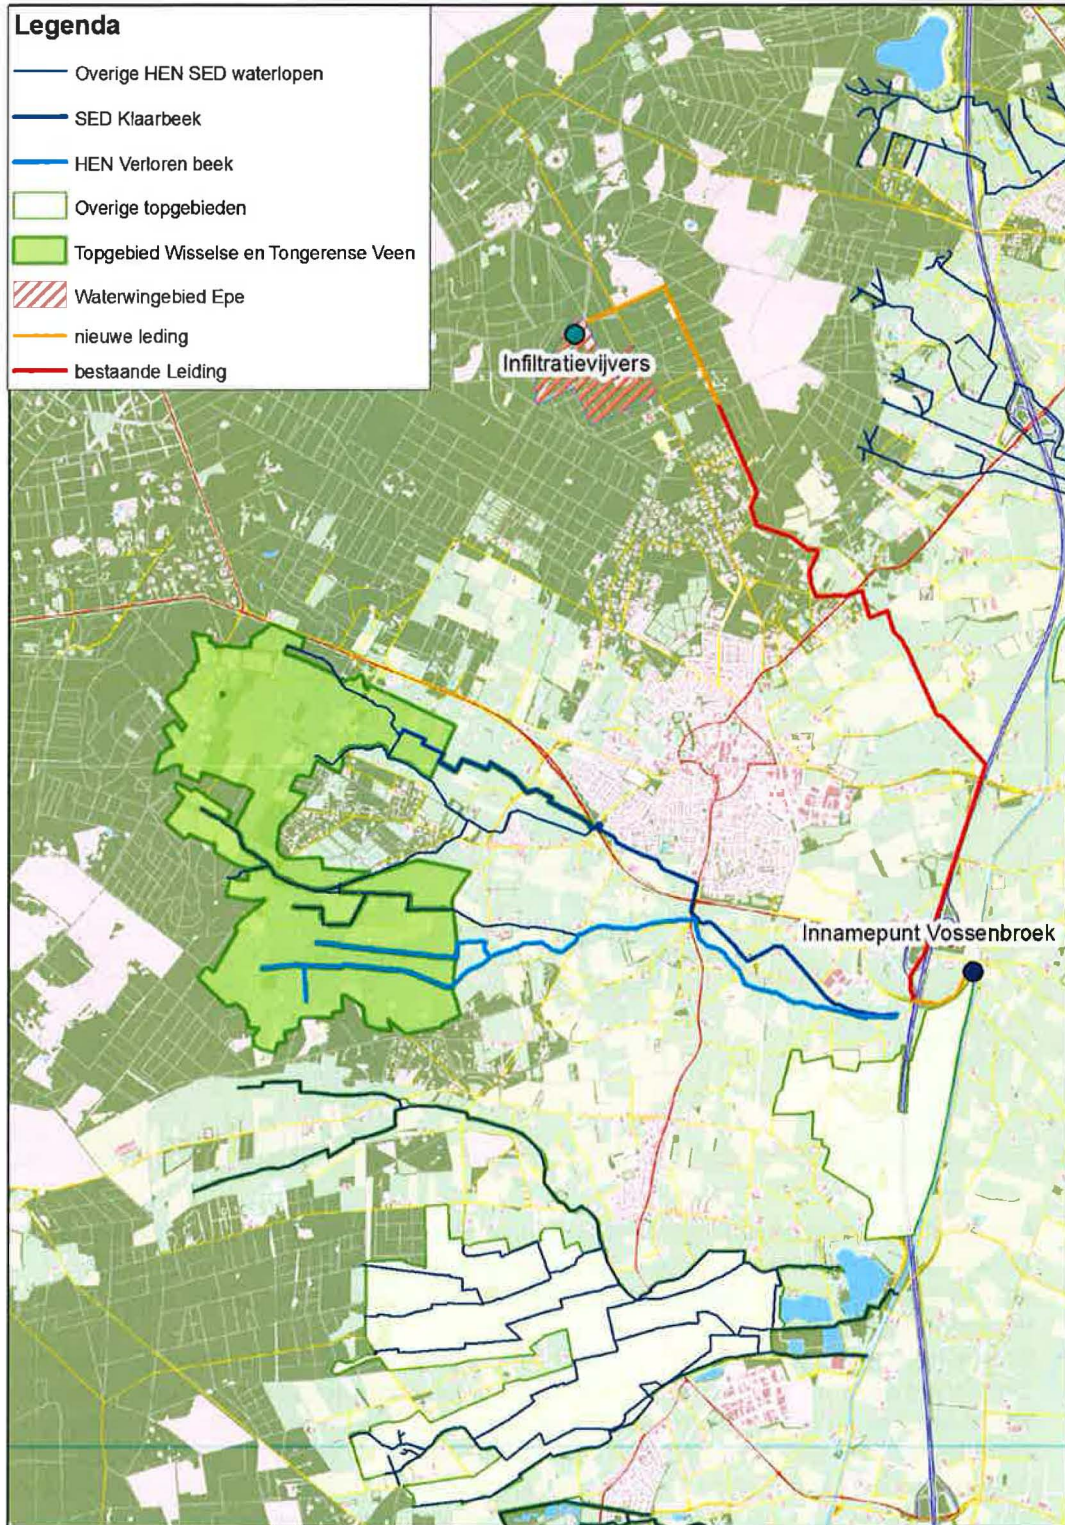 Legenda
Overige HEN SED waterlopen
SED Klaarbeek
HEN Verloren beek
Overige topgebieden
Topgebied Wisselse en Tongerense Veen
Waterwingebied Epe
nieuwe leding
bestaande Leiding
Infiltratievijvers
Innamepunt Vossenbroek